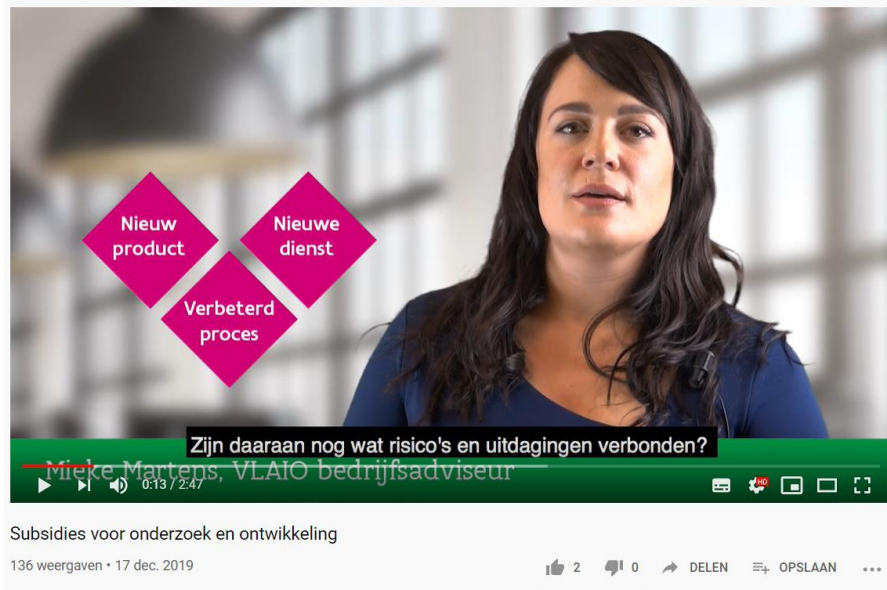 Nieuw
product
Nieuwe
dienst
Verbeterd
proces
Zijn daaraan nog wat risico's en uitdagingen verbonden?
Mieke Martens, VLAIO bedrijfsadviseur
0:13 / 2:47
HD
Subsidies voor onderzoek en ontwikkeling
136 weergaven • 17 dec. 2019
2
0
DELEN
OPSLAAN